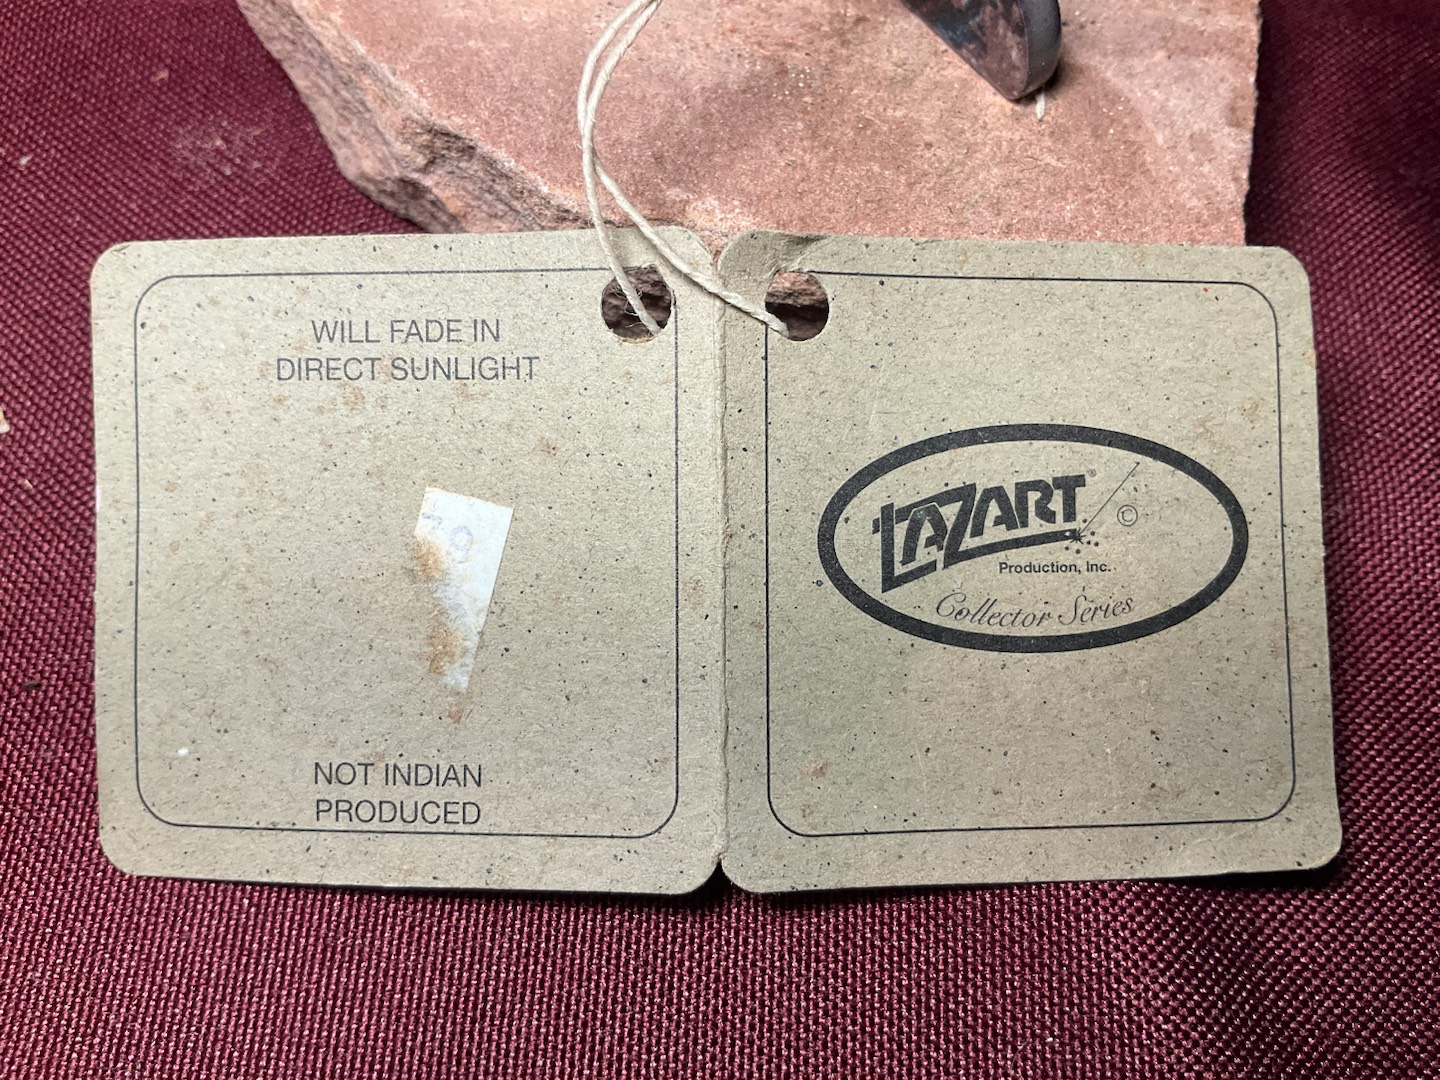 WILL FADE IN
DIRECT SUNLIGHT
NOT INDIAN
PRODUCED
LAZART® ©
Production, Inc.
Collector Series